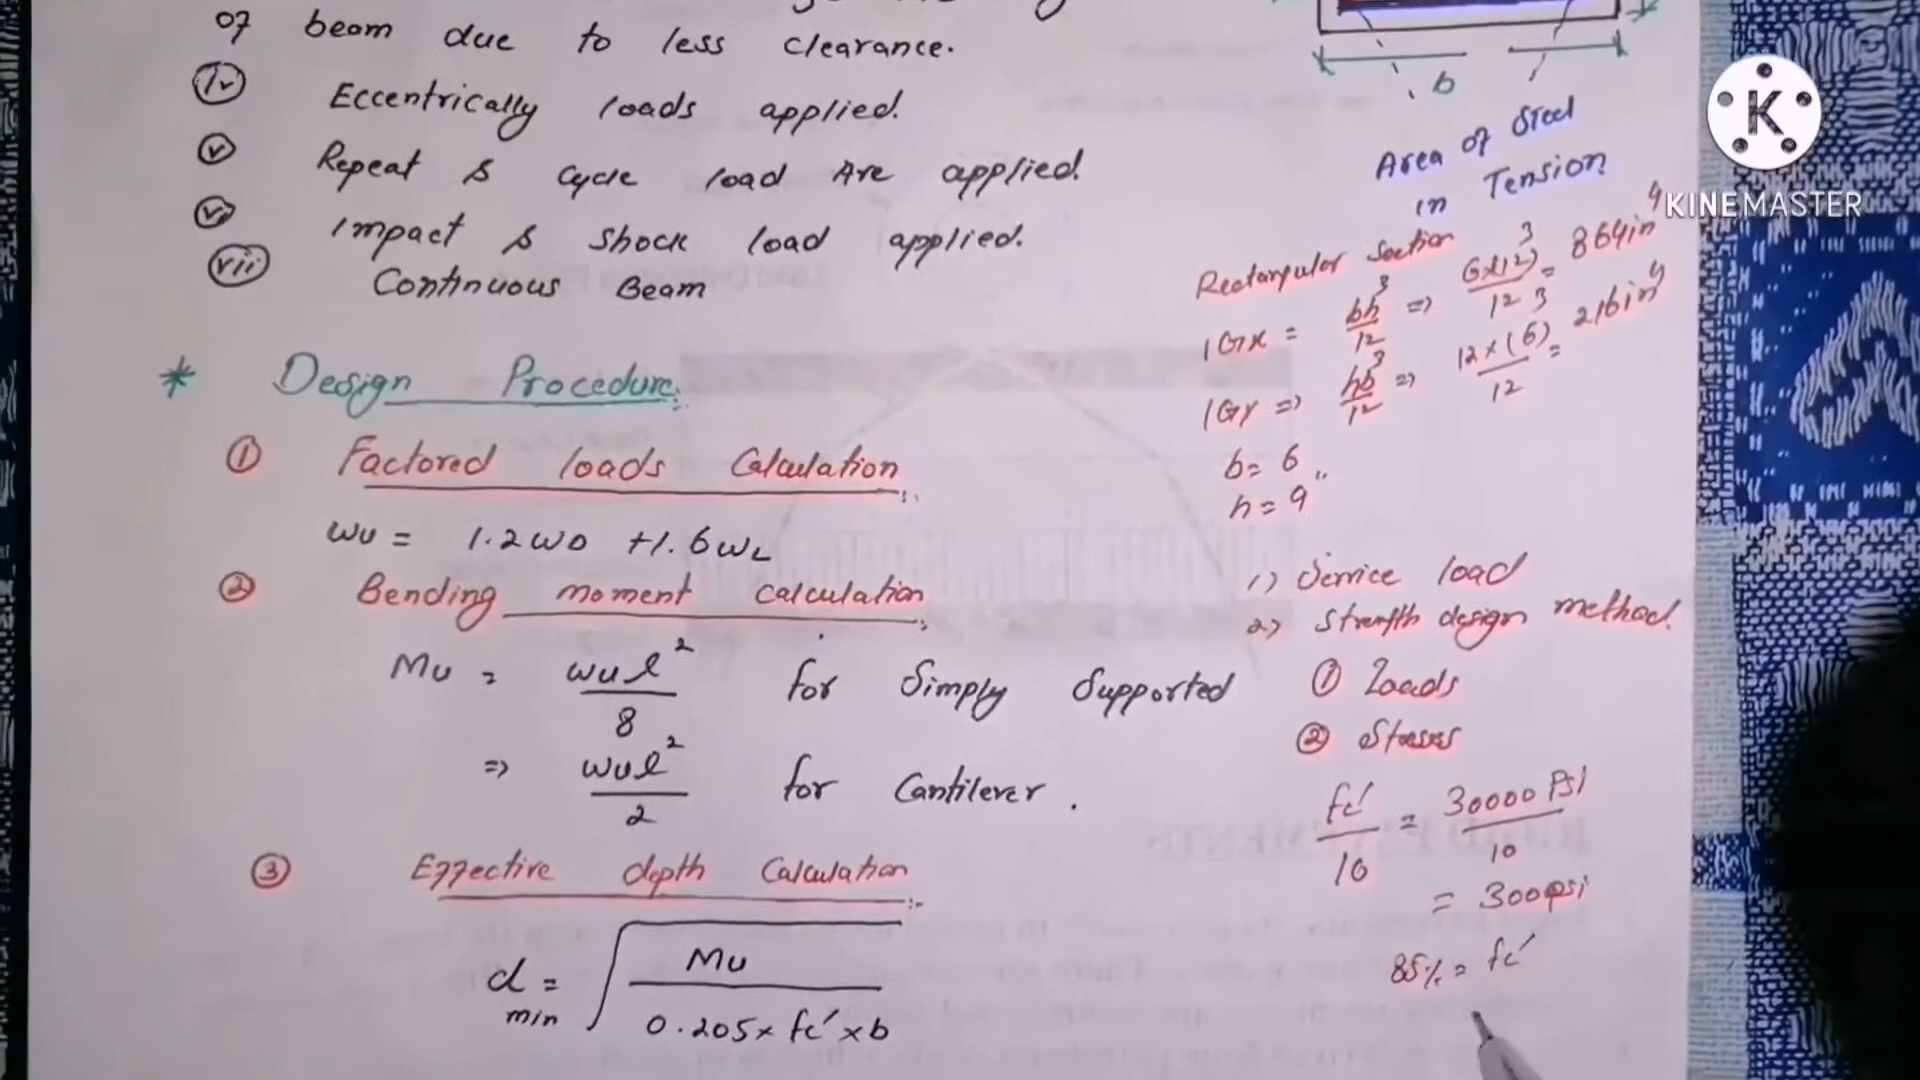 of beam due to less clearance.
iv Eccentrically loads applied.
v Repeat & cycle load Are applied.
v Impact & shock load applied.
vii Continuous Beam
* Design Procedure:
① Factored loads Calculation :-
wu = 1.2wD + 1.6wL
② Bending moment Calculation :-
Mu = wul²/8 for Simply Supported
=> wul²/2 for Cantilever.
③ Effective depth Calculation :-
d min = √(Mu / 0.205 x fc' x b)
b
Area of Steel
in Tension
Rectangular Section
IGx = bh³/12 => 6x(12)³/12 = 864in⁴
IGy => hb³/12 => 12x(6)³/12 = 216in⁴
b= 6"
h= 9
1) Service load
2) Strength design method.
① Loads
② Stresses
fc'/10 = 30000 PSI/10
= 300psi
85% = fc'
K
KINEMASTER